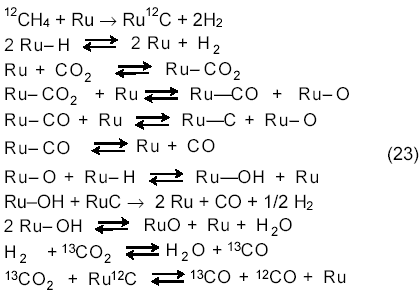 ¹²CH₄ + Ru → Ru¹²C + 2H₂
2 Ru–H ⇌ 2 Ru + H₂
Ru + CO₂ ⇌ Ru–CO₂
Ru–CO₂ + Ru ⇌ Ru—CO + Ru–O
Ru–CO + Ru ⇌ Ru—C + Ru–O
Ru–CO ⇌ Ru + CO
(23)
Ru–O + Ru–H ⇌ Ru—OH + Ru
Ru–OH + RuC → 2 Ru + CO + 1/2 H₂
2 Ru–OH ⇌ RuO + Ru + H₂O
H₂ + ¹³CO₂ ⇌ H₂O + ¹³CO
¹³CO₂ + Ru¹²C ⇌ ¹³CO + ¹²CO + Ru